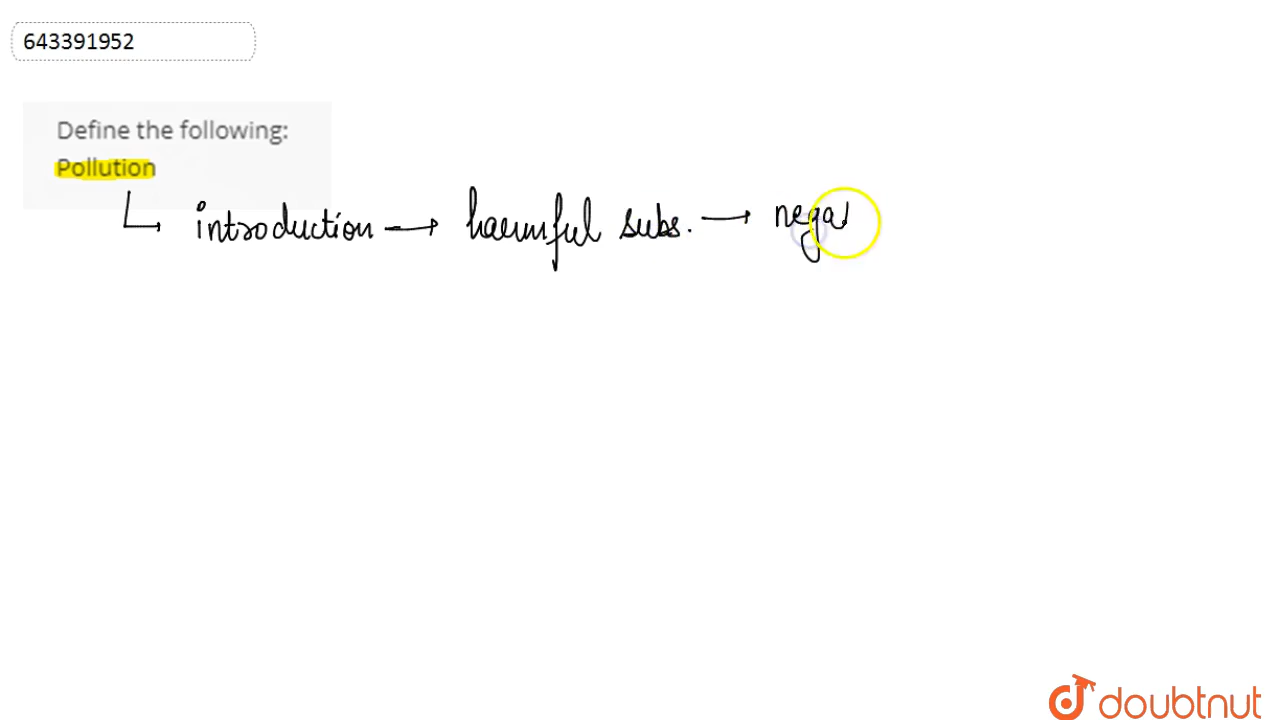 643391952
Define the following:
Pollution
introduction → harmful subs. → nega
doubtnut